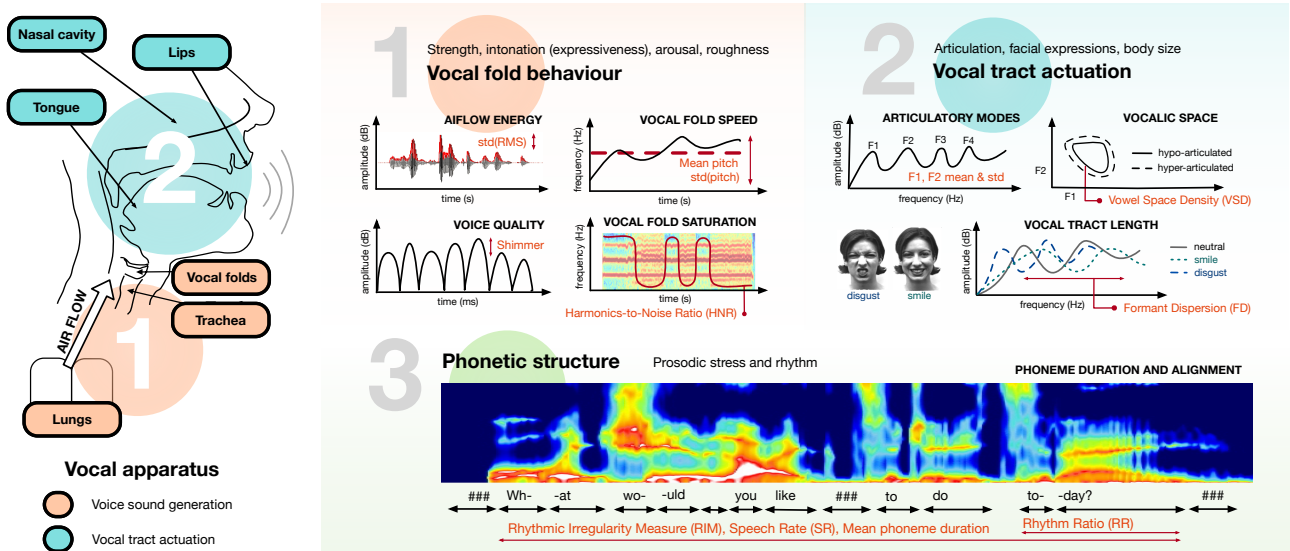 Nasal cavity
Lips
Tongue
2
Vocal folds
Trachea
AIR FLOW
1
Lungs
Vocal apparatus
Voice sound generation
Vocal tract actuation
1
Strength, intonation (expressiveness), arousal, roughness
Vocal fold behaviour
AIFLOW ENERGY
amplitude (dB)
std(RMS)
time (s)
VOCAL FOLD SPEED
frequency (Hz)
Mean pitch
std(pitch)
time (s)
VOICE QUALITY
amplitude (dB)
Shimmer
time (ms)
VOCAL FOLD SATURATION
frequency (Hz)
time (s)
Harmonics-to-Noise Ratio (HNR)
2
Articulation, facial expressions, body size
Vocal tract actuation
ARTICULATORY MODES
amplitude (dB)
F1 F2 F3 F4
F1, F2 mean & std
frequency (Hz)
VOCALIC SPACE
F2
hypo-articulated
hyper-articulated
F1
Vowel Space Density (VSD)
disgust
smile
VOCAL TRACT LENGTH
amplitude (dB)
neutral
smile
disgust
frequency (Hz)
Formant Dispersion (FD)
3
Phonetic structure
Prosodic stress and rhythm
PHONEME DURATION AND ALIGNMENT
### Wh- -at wo- -uld you like ### to do to- -day? ###
Rhythmic Irregularity Measure (RIM), Speech Rate (SR), Mean phoneme duration
Rhythm Ratio (RR)